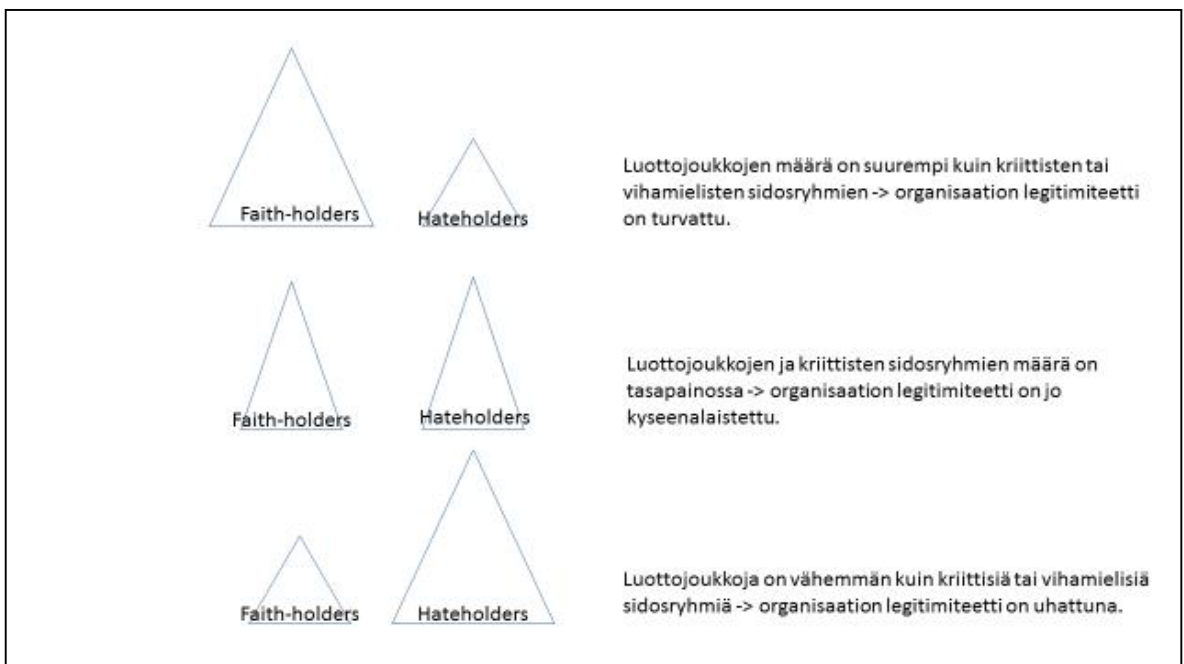 Faith-holders
Hateholders
Luottojoukkojen määrä on suurempi kuin kriittisten tai
vihamielisten sidosryhmien -> organisaation legitimiteetti
on turvattu.
Faith-holders
Hateholders
Luottojoukkojen ja kriittisten sidosryhmien määrä on
tasapainossa -> organisaation legitimiteetti on jo
kyseenalaistettu.
Faith-holders
Hateholders
Luottojoukkoja on vähemmän kuin kriittisiä tai vihamielisiä
sidosryhmiä -> organisaation legitimiteetti on uhattuna.